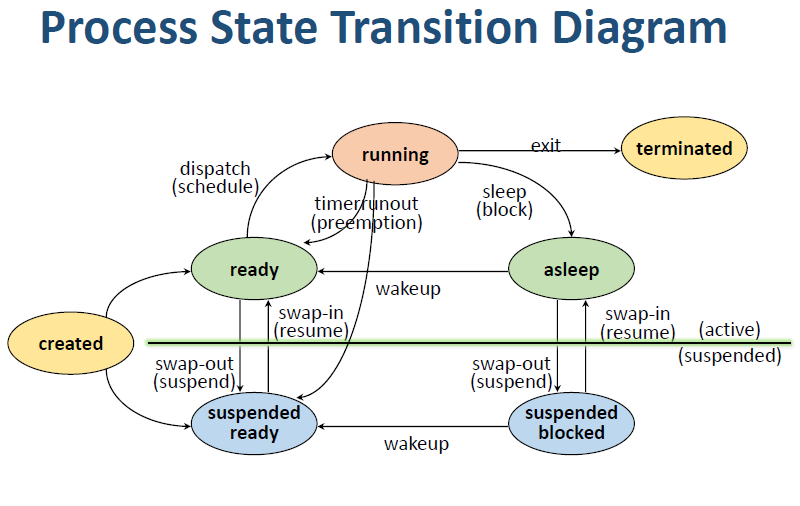 Process State Transition Diagram
running
exit
terminated
dispatch
(schedule)
timerrunout
(preemption)
sleep
(block)
ready
asleep
wakeup
created
swap-in
(resume)
swap-in
(resume)
(active)
(suspended)
swap-out
(suspend)
swap-out
(suspend)
suspended
ready
suspended
blocked
wakeup